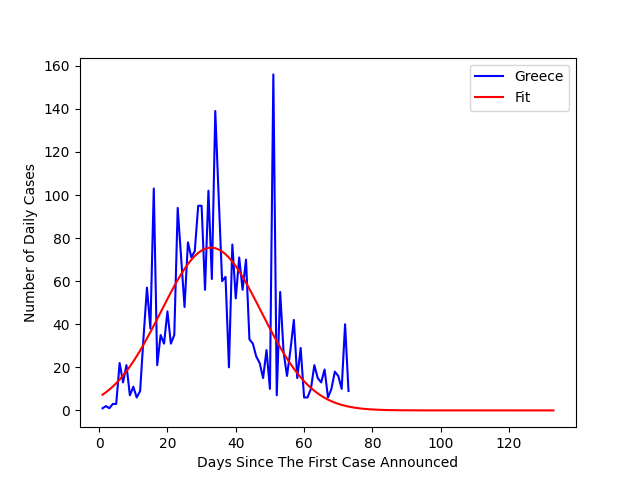 Greece
Fit
160
140
120
100
80
60
40
20
0
Number of Daily Cases
0 20 40 60 80 100 120
Days Since The First Case Announced